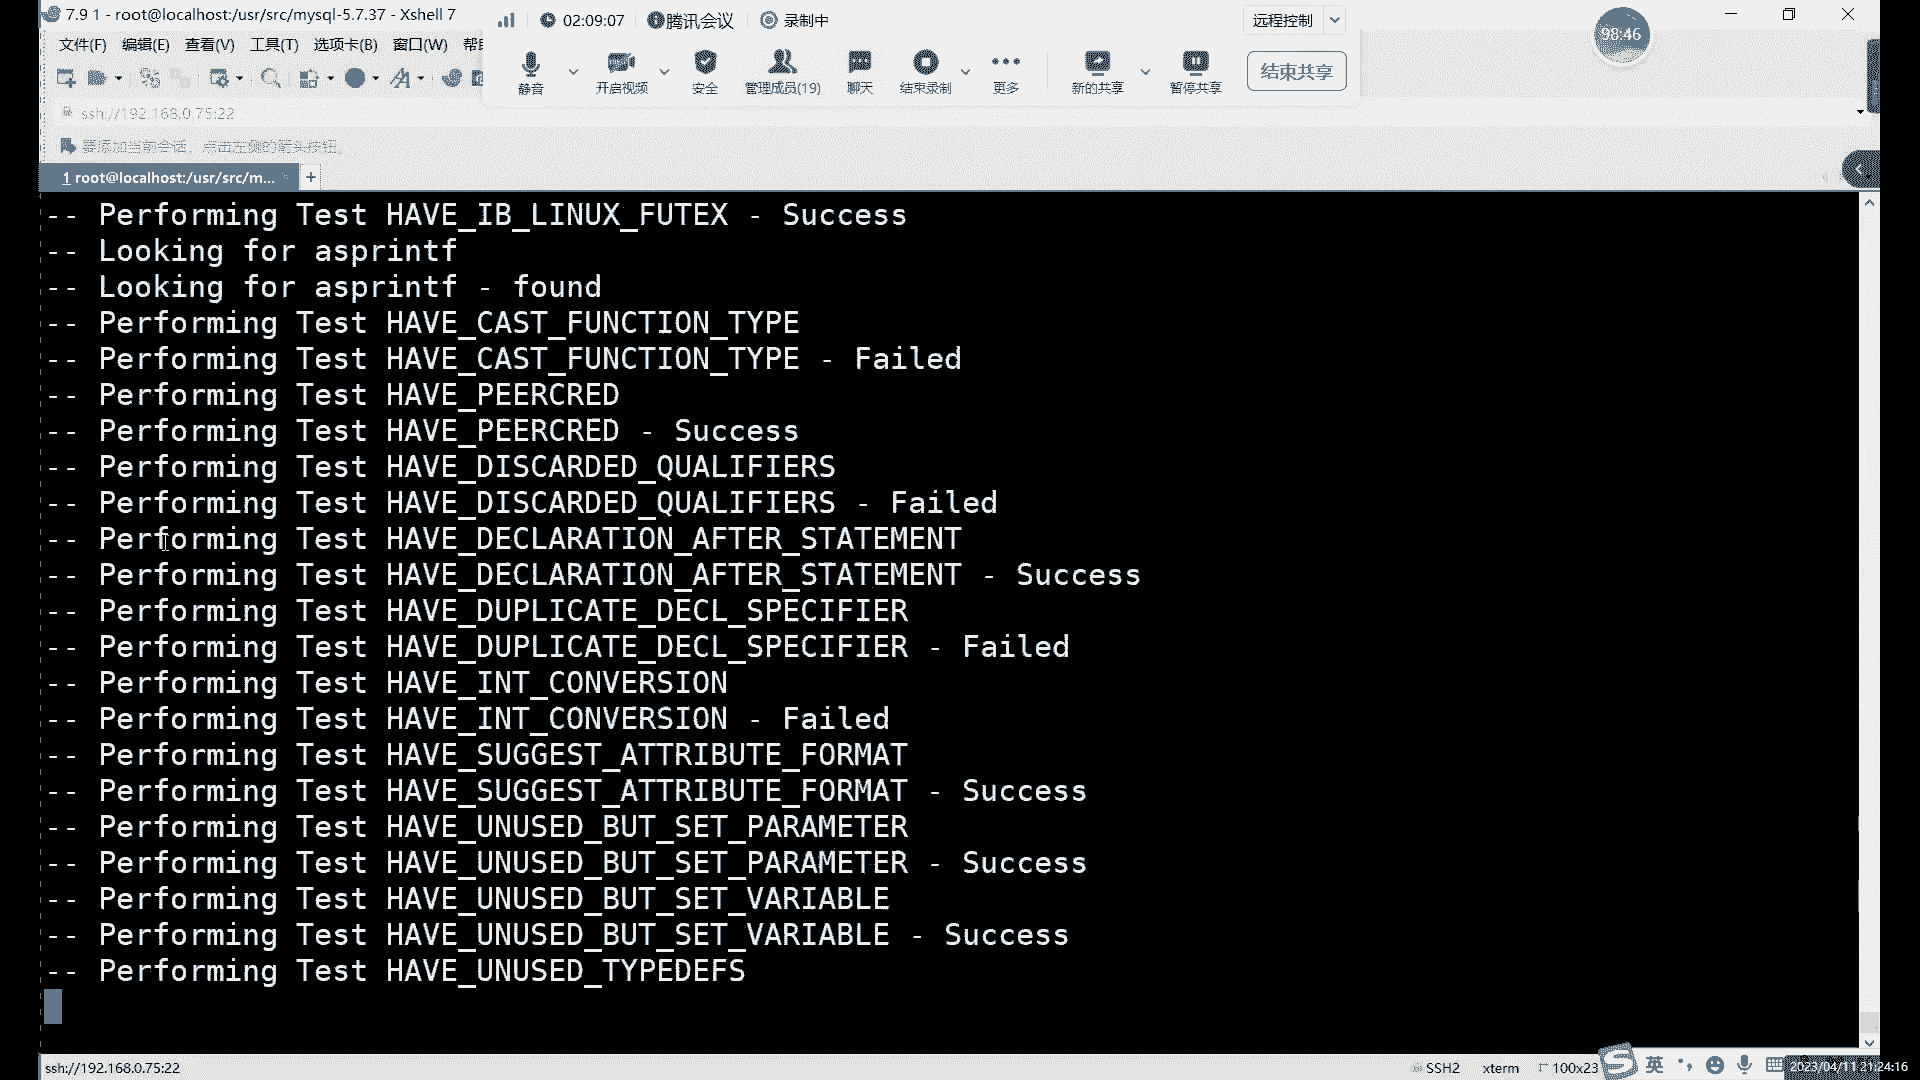 7.9 1 - root@localhost:/usr/src/mysql-5.7.37 - Xshell 7
02:09:07 腾讯会议 录制中
远程控制
98:46
文件(F) 编辑(E) 查看(V) 工具(T) 选项卡(B) 窗口(W) 帮
静音 开启视频 安全 管理成员(19) 聊天 结束录制 更多 新的共享 暂停共享 结束共享
ssh://192.168.0.75:22
要添加当前会话，点击左侧的箭头按钮。
1 root@localhost:/usr/src/m... +
-- Performing Test HAVE_IB_LINUX_FUTEX - Success
-- Looking for asprintf
-- Looking for asprintf - found
-- Performing Test HAVE_CAST_FUNCTION_TYPE
-- Performing Test HAVE_CAST_FUNCTION_TYPE - Failed
-- Performing Test HAVE_PEERCRED
-- Performing Test HAVE_PEERCRED - Success
-- Performing Test HAVE_DISCARDED_QUALIFIERS
-- Performing Test HAVE_DISCARDED_QUALIFIERS - Failed
-- Performing Test HAVE_DECLARATION_AFTER_STATEMENT
-- Performing Test HAVE_DECLARATION_AFTER_STATEMENT - Success
-- Performing Test HAVE_DUPLICATE_DECL_SPECIFIER
-- Performing Test HAVE_DUPLICATE_DECL_SPECIFIER - Failed
-- Performing Test HAVE_INT_CONVERSION
-- Performing Test HAVE_INT_CONVERSION - Failed
-- Performing Test HAVE_SUGGEST_ATTRIBUTE_FORMAT
-- Performing Test HAVE_SUGGEST_ATTRIBUTE_FORMAT - Success
-- Performing Test HAVE_UNUSED_BUT_SET_PARAMETER
-- Performing Test HAVE_UNUSED_BUT_SET_PARAMETER - Success
-- Performing Test HAVE_UNUSED_BUT_SET_VARIABLE
-- Performing Test HAVE_UNUSED_BUT_SET_VARIABLE - Success
-- Performing Test HAVE_UNUSED_TYPEDEFS
ssh://192.168.0.75:22 SSH2 xterm 100x23 英 2023/04/11 21:24:16